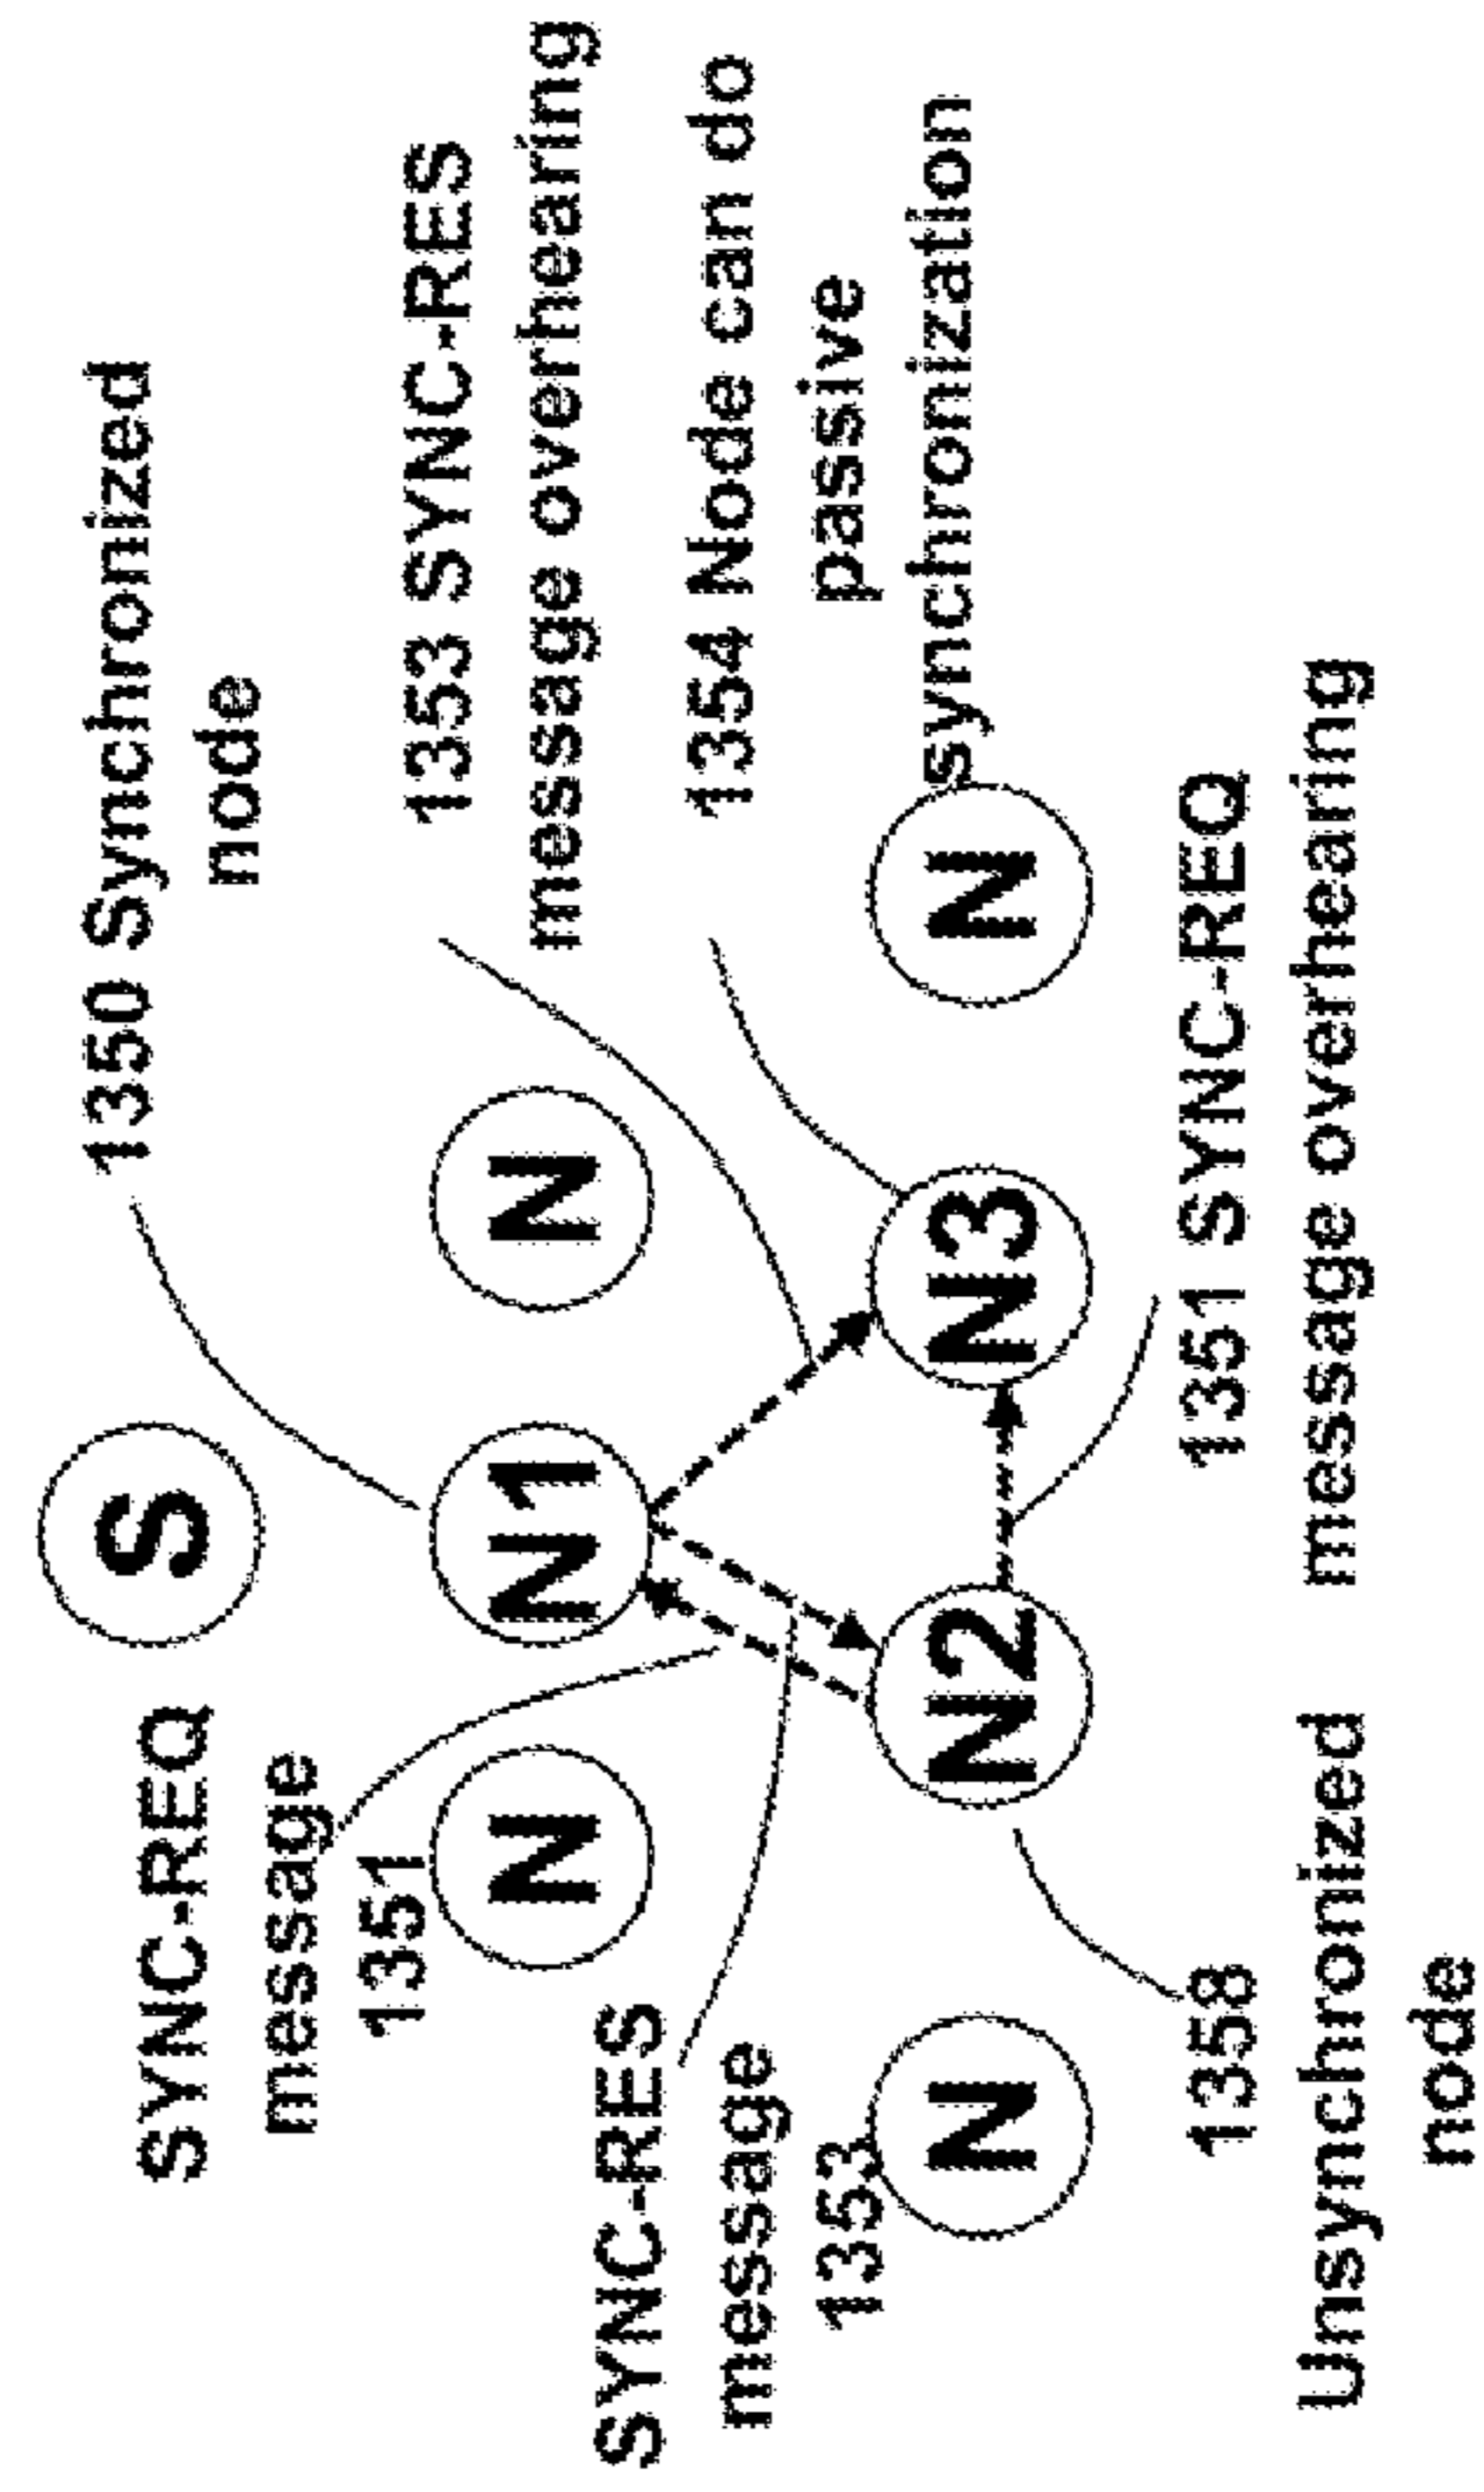 SYNC-REQ
message
1351
S
1350 Synchronized
node
SYNC-RES
message
1353
N
N1
N
1353 SYNC-RES
message overhearing
1354 Node can do
passive
synchronization
N
N2
N3
N
1358
Unsynchronized
node
1351 SYNC-REQ
message overhearing